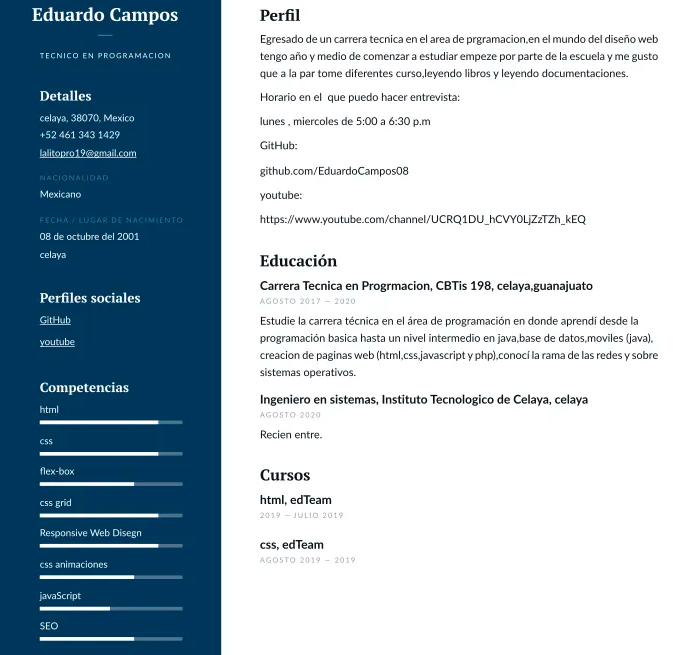 Eduardo Campos
TECNICO EN PROGRAMACION
Detalles
celaya, 38070, Mexico
+52 461 343 1429
lalitopro19@gmail.com
NACIONALIDAD
Mexicano
FECHA / LUGAR DE NACIMIENTO
08 de octubre del 2001
celaya
Perfiles sociales
GitHub
youtube
Competencias
html
css
flex-box
css grid
Responsive Web Disegn
css animaciones
javaScript
SEO
Perfil
Egresado de un carrera tecnica en el area de prgramacion,en el mundo del diseño web
tengo año y medio de comenzar a estudiar empeze por parte de la escuela y me gusto
que a la par tome diferentes curso,leyendo libros y leyendo documentaciones.
Horario en el  que puedo hacer entrevista:
lunes , miercoles de 5:00 a 6:30 p.m
GitHub:
github.com/EduardoCampos08
youtube:
https://www.youtube.com/channel/UCRQ1DU_hCVY0LjZzTZh_kEQ
Educación
Carrera Tecnica en Progrmacion, CBTis 198, celaya,guanajuato
AGOSTO 2017 — 2020
Estudie la carrera técnica en el área de programación en donde aprendí desde la
programación basica hasta un nivel intermedio en java,base de datos,moviles (java),
creacion de paginas web (html,css,javascript y php),conocí la rama de las redes y sobre
sistemas operativos.
Ingeniero en sistemas, Instituto Tecnologico de Celaya, celaya
AGOSTO 2020
Recien entre.
Cursos
html, edTeam
2019 — JULIO 2019
css, edTeam
AGOSTO 2019 — 2019